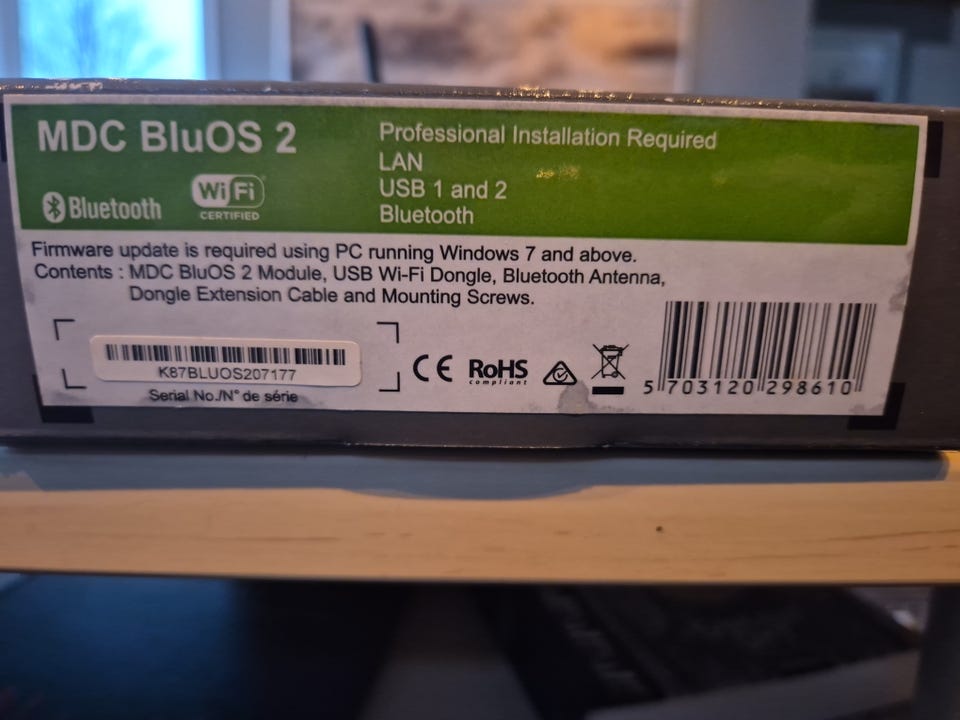 MDC BluOS 2
Bluetooth
Wi Fi
CERTIFIED
Professional Installation Required
LAN
USB 1 and 2
Bluetooth
Firmware update is required using PC running Windows 7 and above.
Contents : MDC BluOS 2 Module, USB Wi-Fi Dongle, Bluetooth Antenna,
Dongle Extension Cable and Mounting Screws.
K87BLUOS207177
Serial No./N° de série
CE
RoHS
compliant
5 703120 298610